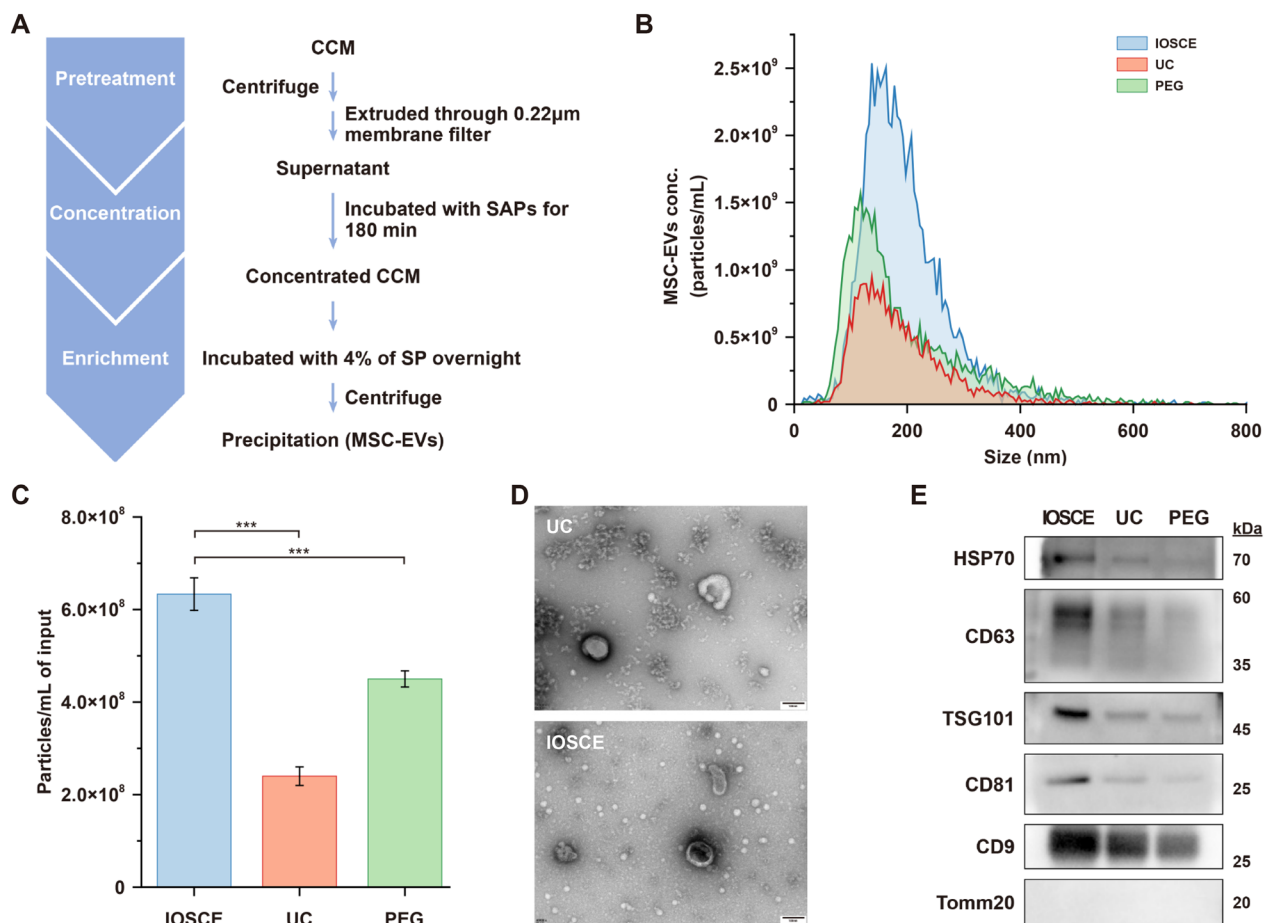 A
Pretreatment
Concentration
Enrichment
CCM
Centrifuge
Extruded through 0.22μm
membrane filter
Supernatant
Incubated with SAPs for
180 min
Concentrated CCM
Incubated with 4% of SP overnight
Centrifuge
Precipitation (MSC-EVs)
B
MSC-EVs conc.
(particles/mL)
2.5×10⁹
2.0×10⁹
1.5×10⁹
1.0×10⁹
0.5×10⁹
0
0 200 400 600 800
Size (nm)
IOSCE
UC
PEG
C
Particles/mL of input
8.0×10⁸
6.0×10⁸
4.0×10⁸
2.0×10⁸
0
***
***
IOSCE UC PEG
D
UC
IOSCE
E
IOSCE UC PEG kDa
HSP70 70
CD63 60
35
TSG101 45
CD81 25
CD9 25
Tomm20 20